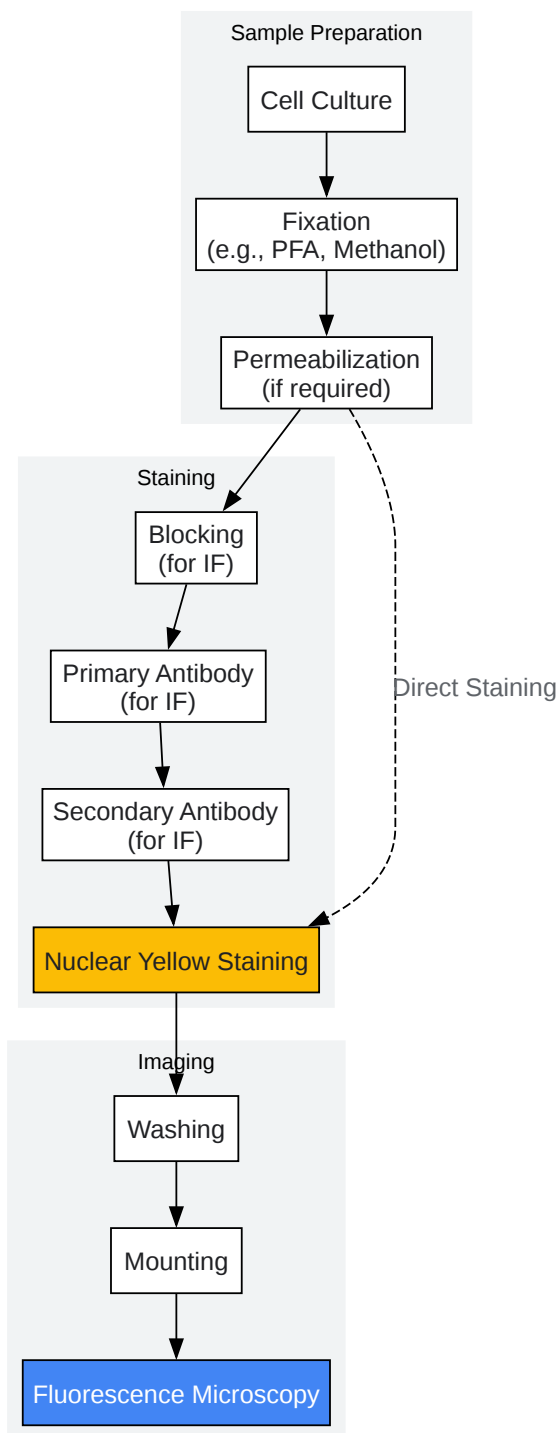 Sample Preparation
Cell Culture
Fixation
(e.g., PFA, Methanol)
Permeabilization
(if required)
Staining
Blocking
(for IF)
Primary Antibody
(for IF)
Direct Staining
Secondary Antibody
(for IF)
Nuclear Yellow Staining
Imaging
Washing
Mounting
Fluorescence Microscopy